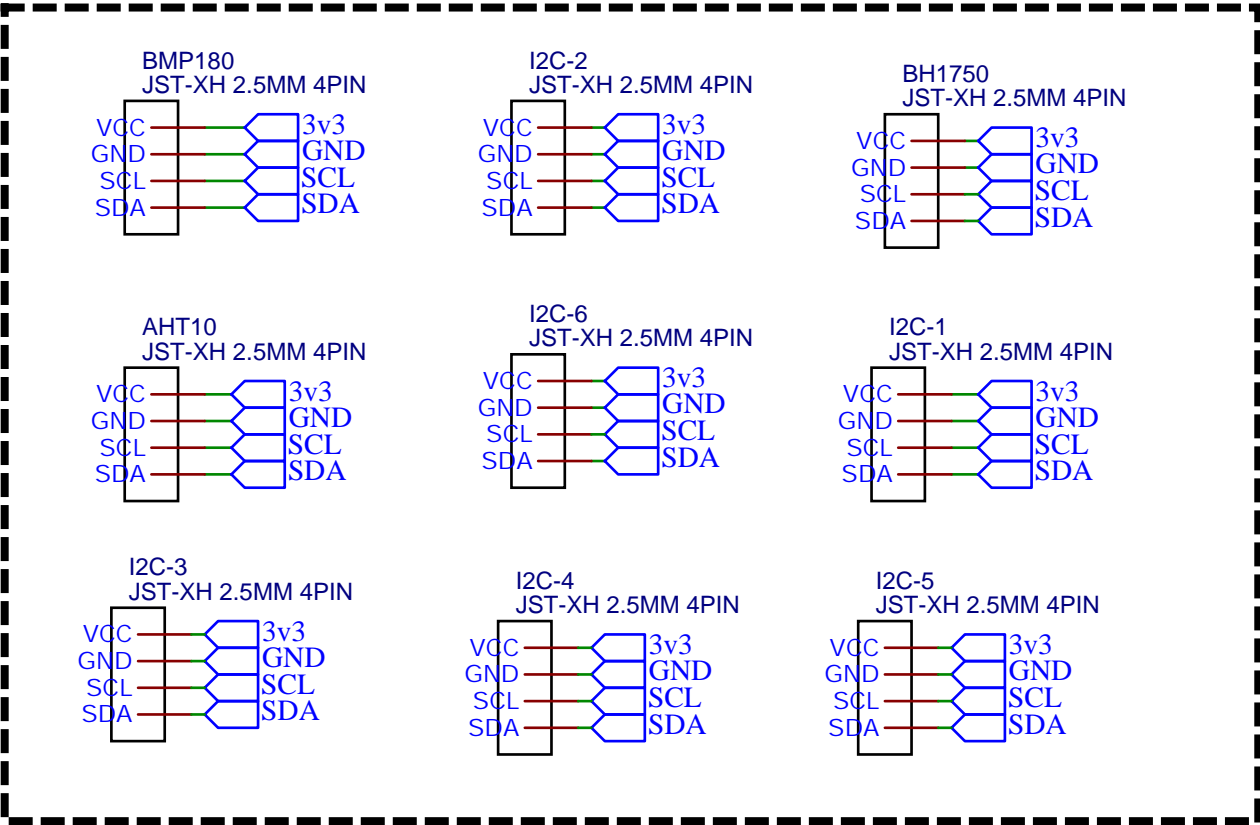 BMP180
JST-XH 2.5MM 4PIN
VCC 3v3
GND GND
SCL SCL
SDA SDA
I2C-2
JST-XH 2.5MM 4PIN
VCC 3v3
GND GND
SCL SCL
SDA SDA
BH1750
JST-XH 2.5MM 4PIN
VCC 3v3
GND GND
SCL SCL
SDA SDA
AHT10
JST-XH 2.5MM 4PIN
VCC 3v3
GND GND
SCL SCL
SDA SDA
I2C-6
JST-XH 2.5MM 4PIN
VCC 3v3
GND GND
SCL SCL
SDA SDA
I2C-1
JST-XH 2.5MM 4PIN
VCC 3v3
GND GND
SCL SCL
SDA SDA
I2C-3
JST-XH 2.5MM 4PIN
VCC 3v3
GND GND
SCL SCL
SDA SDA
I2C-4
JST-XH 2.5MM 4PIN
VCC 3v3
GND GND
SCL SCL
SDA SDA
I2C-5
JST-XH 2.5MM 4PIN
VCC 3v3
GND GND
SCL SCL
SDA SDA